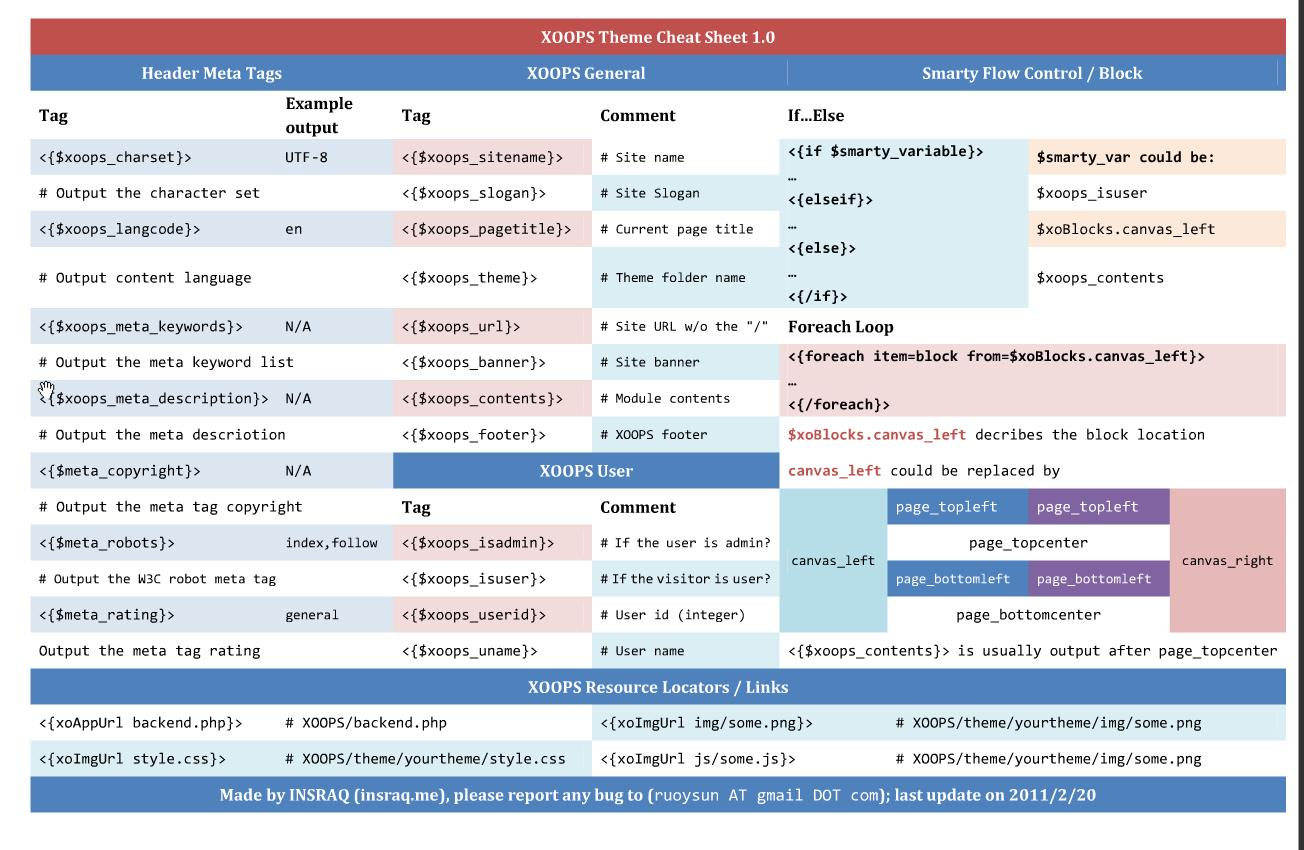 XOOPS Theme Cheat Sheet 1.0
Header Meta Tags
XOOPS General
Smarty Flow Control / Block
Tag
Example
output
Tag
Comment
If...Else
<{$xoops_charset}> UTF-8
# Output the character set
<{$xoops_langcode}> en
# Output content language
<{$xoops_meta_keywords}> N/A
# Output the meta keyword list
<{$xoops_meta_description}> N/A
# Output the meta descriotion
<{$meta_copyright}> N/A
# Output the meta tag copyright
<{$meta_robots}> index,follow
# Output the W3C robot meta tag
<{$meta_rating}> general
Output the meta tag rating
<{$xoops_sitename}> # Site name
<{$xoops_slogan}> # Site Slogan
<{$xoops_pagetitle}> # Current page title
<{$xoops_theme}> # Theme folder name
<{$xoops_url}> # Site URL w/o the "/"
<{$xoops_banner}> # Site banner
<{$xoops_contents}> # Module contents
<{$xoops_footer}> # XOOPS footer
XOOPS User
Tag Comment
<{$xoops_isadmin}> # If the user is admin?
<{$xoops_isuser}> # If the visitor is user?
<{$xoops_userid}> # User id (integer)
<{$xoops_uname}> # User name
<{if $smarty_variable}>
…
<{elseif}>
…
<{else}>
…
<{/if}>
$smarty_var could be:
$xoops_isuser
$xoBlocks.canvas_left
$xoops_contents
Foreach Loop
<{foreach item=block from=$xoBlocks.canvas_left}>
…
<{/foreach}>
$xoBlocks.canvas_left decribes the block location
canvas_left could be replaced by
canvas_left
page_topleft page_topleft
page_topcenter
page_bottomleft page_bottomleft
page_bottomcenter
canvas_right
<{$xoops_contents}> is usually output after page_topcenter
XOOPS Resource Locators / Links
<{xoAppUrl backend.php}> # XOOPS/backend.php <{xoImgUrl img/some.png}> # XOOPS/theme/yourtheme/img/some.png
<{xoImgUrl style.css}> # XOOPS/theme/yourtheme/style.css <{xoImgUrl js/some.js}> # XOOPS/theme/yourtheme/img/some.png
Made by INSRAQ (insraq.me), please report any bug to (ruoysun AT gmail DOT com); last update on 2011/2/20